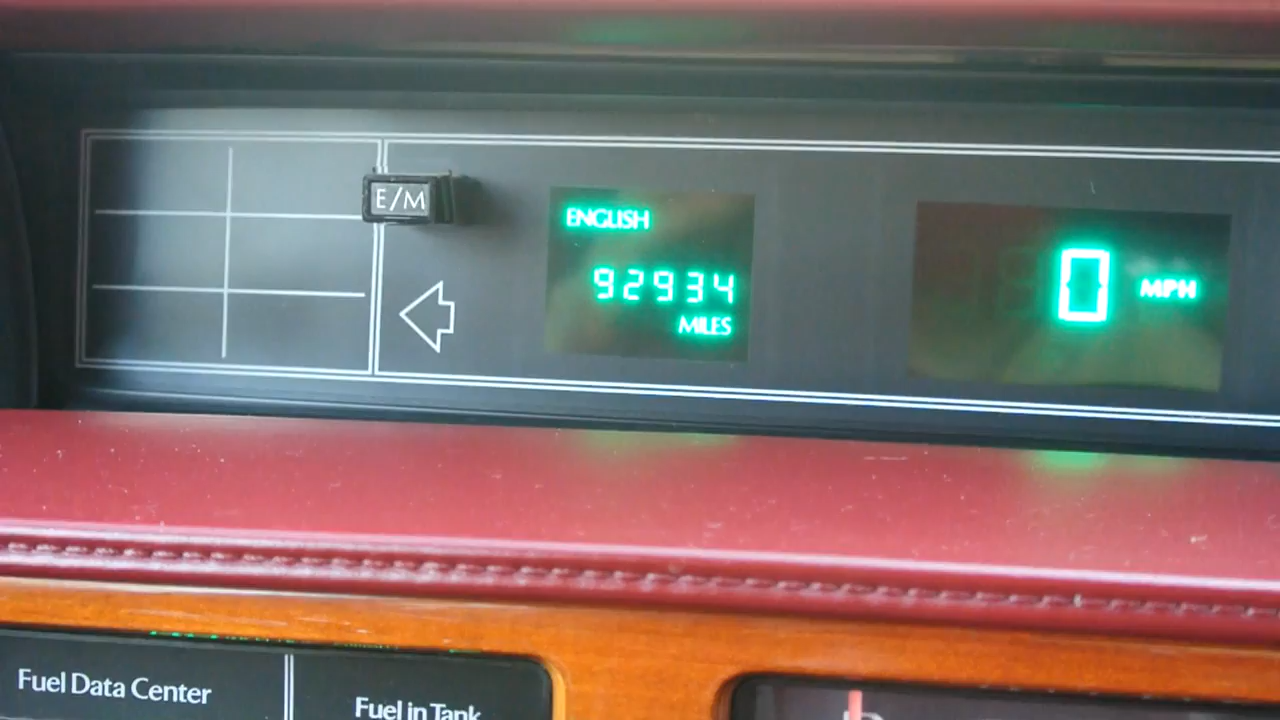 E/M
ENGLISH
92934
MILES
0 MPH
Fuel Data Center
Fuel in Tank